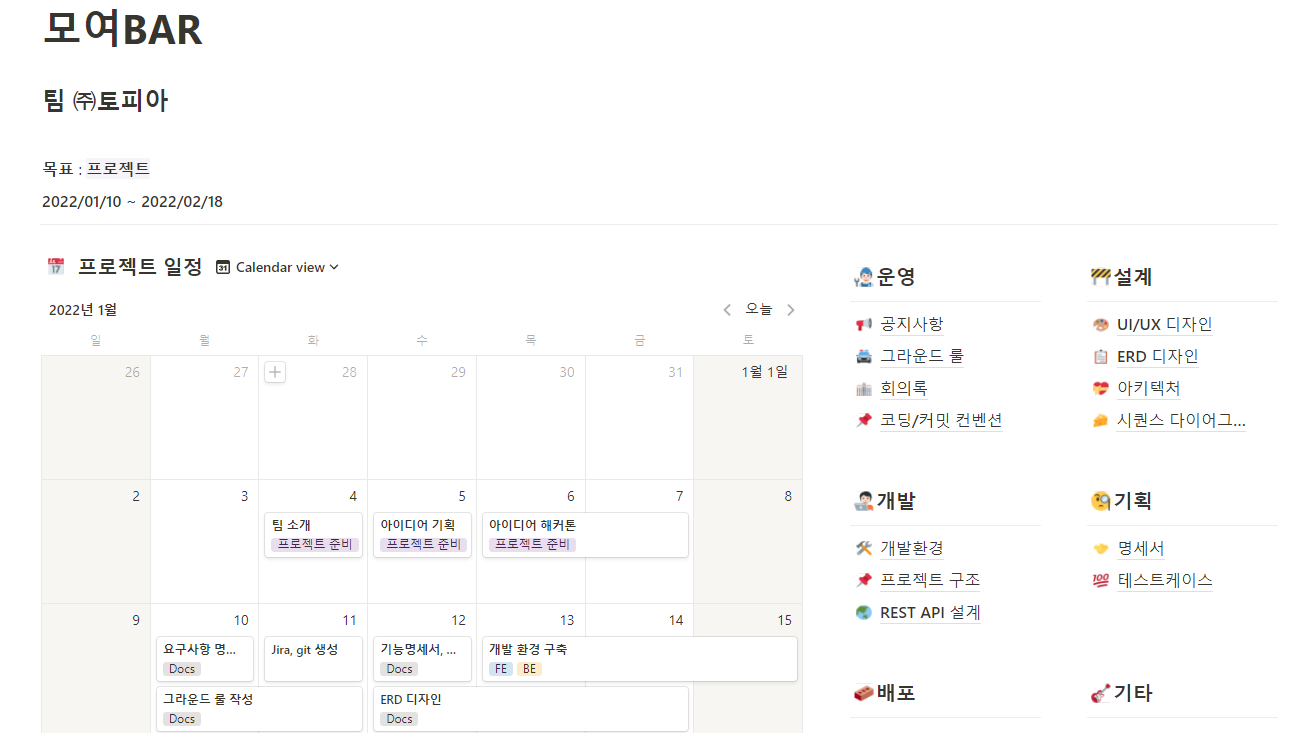 모여BAR
팀 ㈜토피아
목표 : 프로젝트
2022/01/10 ~ 2022/02/18
프로젝트 일정 Calendar view
2022년 1월 오늘
일 월 화 수 목 금 토
26 27 28 29 30 31 1월 1일
2 3 4 5 6 7 8
팀 소개 아이디어 기획 아이디어 해커톤
프로젝트 준비 프로젝트 준비 프로젝트 준비
9 10 11 12 13 14 15
요구사항 명... Jira, git 생성 기능명세서, ... 개발 환경 구축
Docs Docs FE BE
그라운드 룰 작성 ERD 디자인
Docs Docs
운영
공지사항
그라운드 룰
회의록
코딩/커밋 컨벤션
설계
UI/UX 디자인
ERD 디자인
아키텍처
시퀀스 다이어그...
개발
개발환경
프로젝트 구조
REST API 설계
기획
명세서
테스트케이스
배포
기타